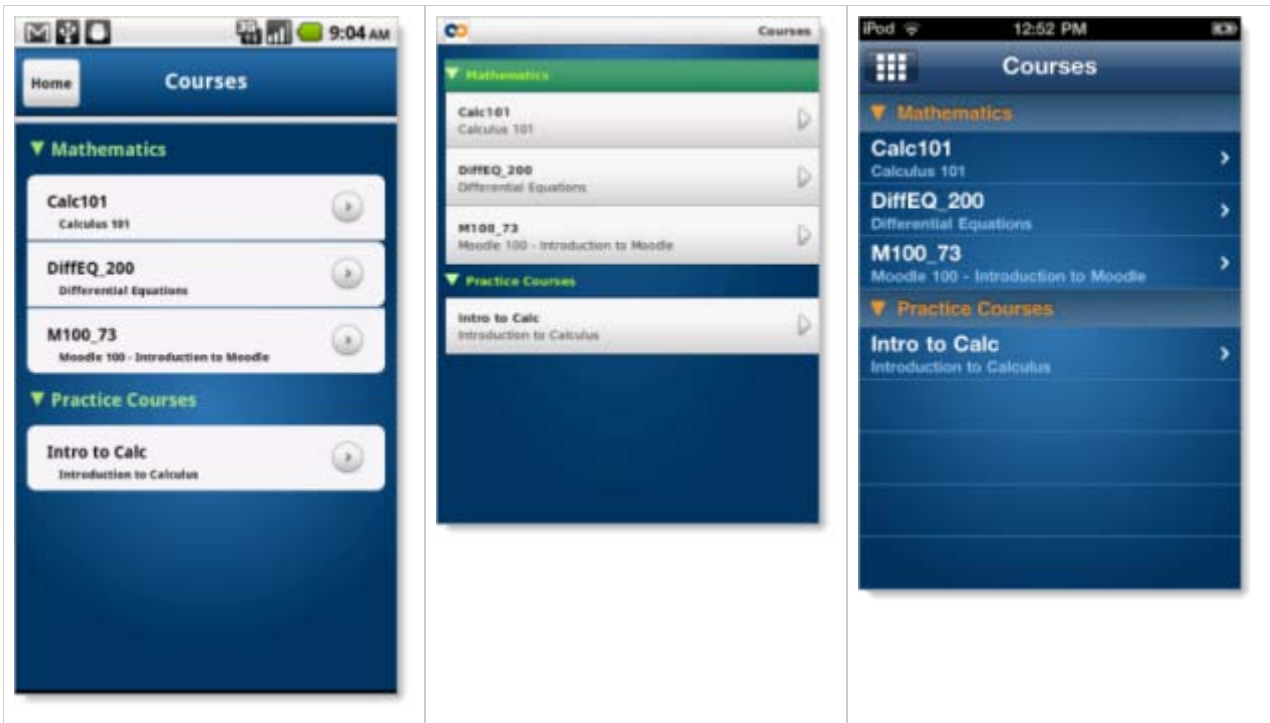 9:04 AM
Home
Courses
▼ Mathematics
Calc101
Calculus 101
DiffEQ_200
Differential Equations
M100_73
Moodle 100 - Introduction to Moodle
▼ Practice Courses
Intro to Calc
Introduction to Calculus
Courses
▼ Mathematics
Calc101
Calculus 101
DiffEQ_200
Differential Equations
M100_73
Moodle 100 - Introduction to Moodle
▼ Practice Courses
Intro to Calc
Introduction to Calculus
iPod 12:52 PM
Courses
▼ Mathematics
Calc101
Calculus 101
DiffEQ_200
Differential Equations
M100_73
Moodle 100 - Introduction to Moodle
▼ Practice Courses
Intro to Calc
Introduction to Calculus